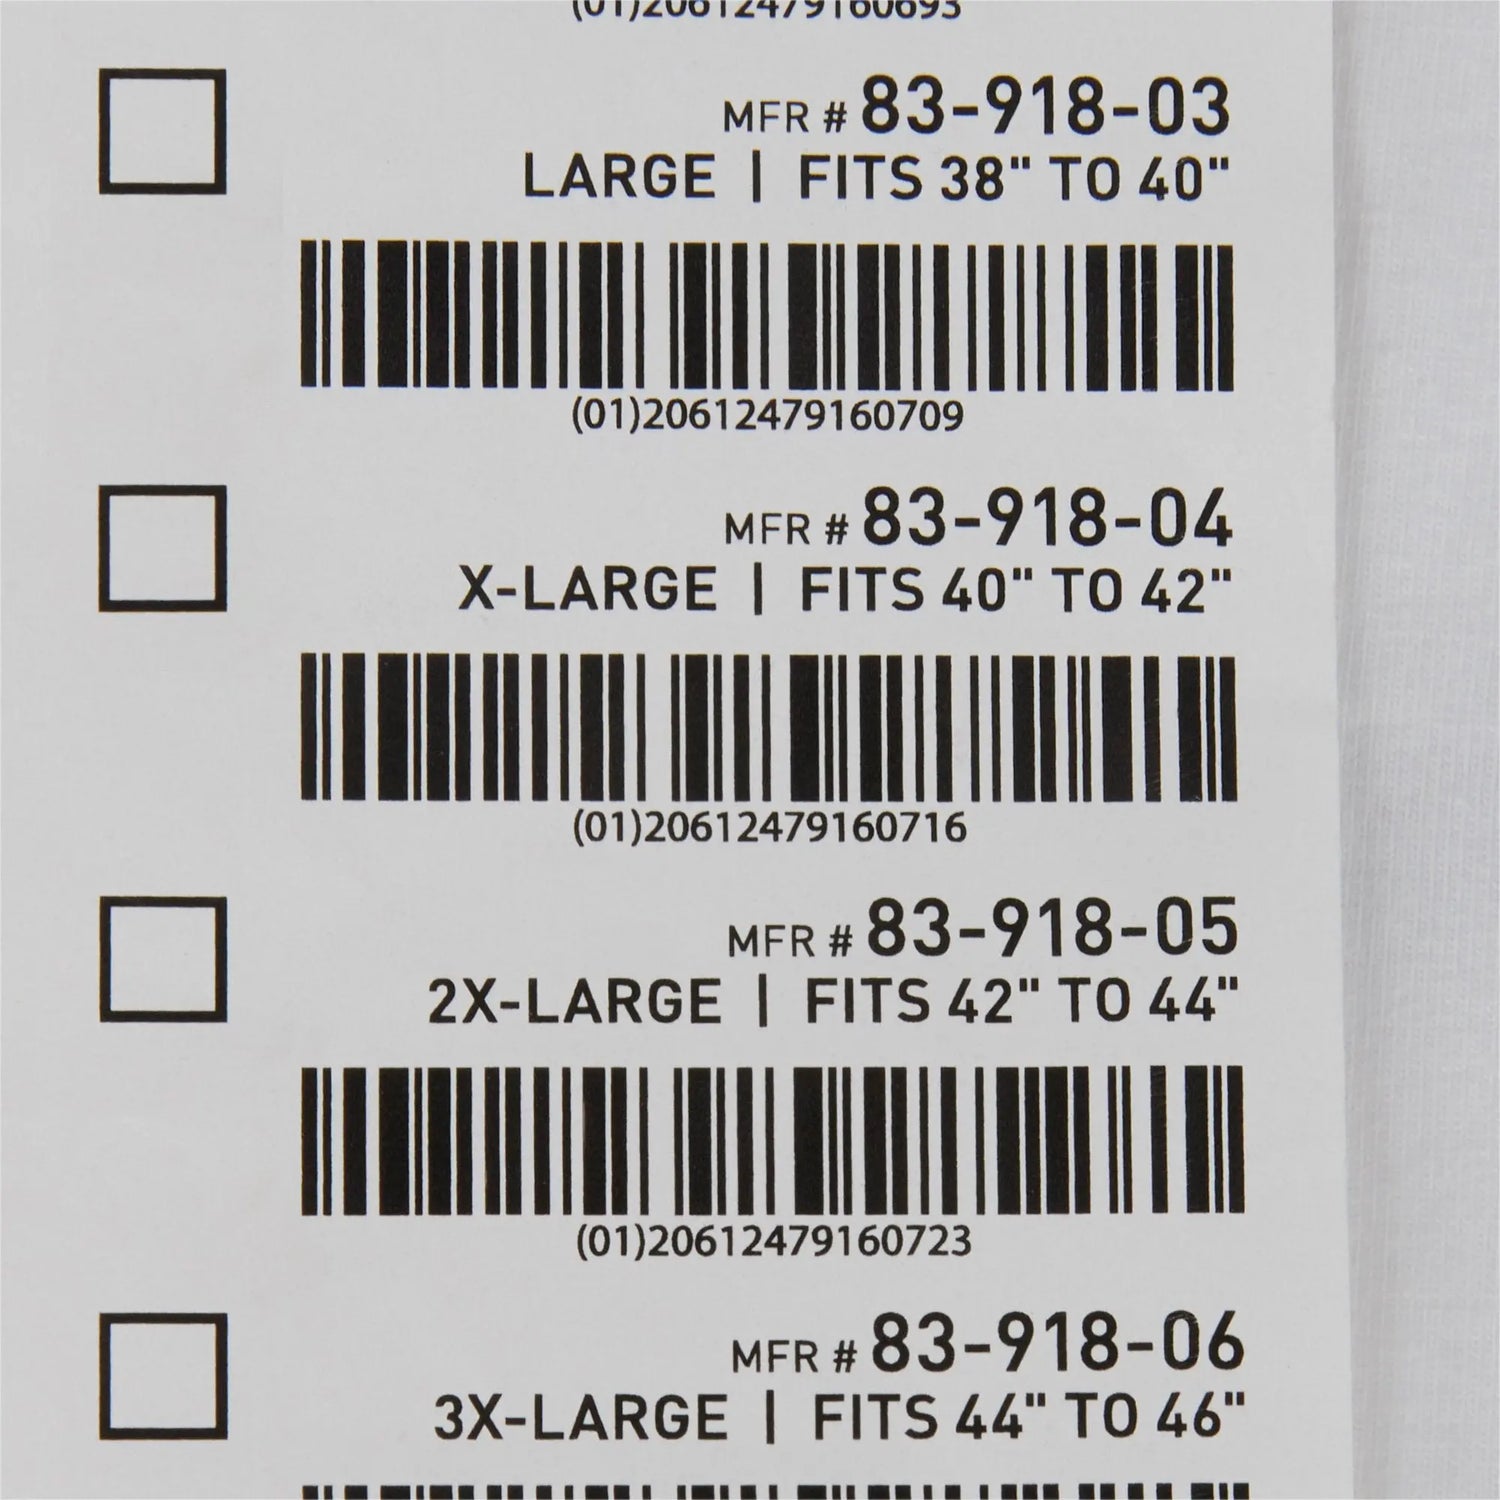 (01)20612479160693
MFR # 83-918-03
LARGE | FITS 38" TO 40"
(01)20612479160709
MFR # 83-918-04
X-LARGE | FITS 40" TO 42"
(01)20612479160716
MFR # 83-918-05
2X-LARGE | FITS 42" TO 44"
(01)20612479160723
MFR # 83-918-06
3X-LARGE | FITS 44" TO 46"